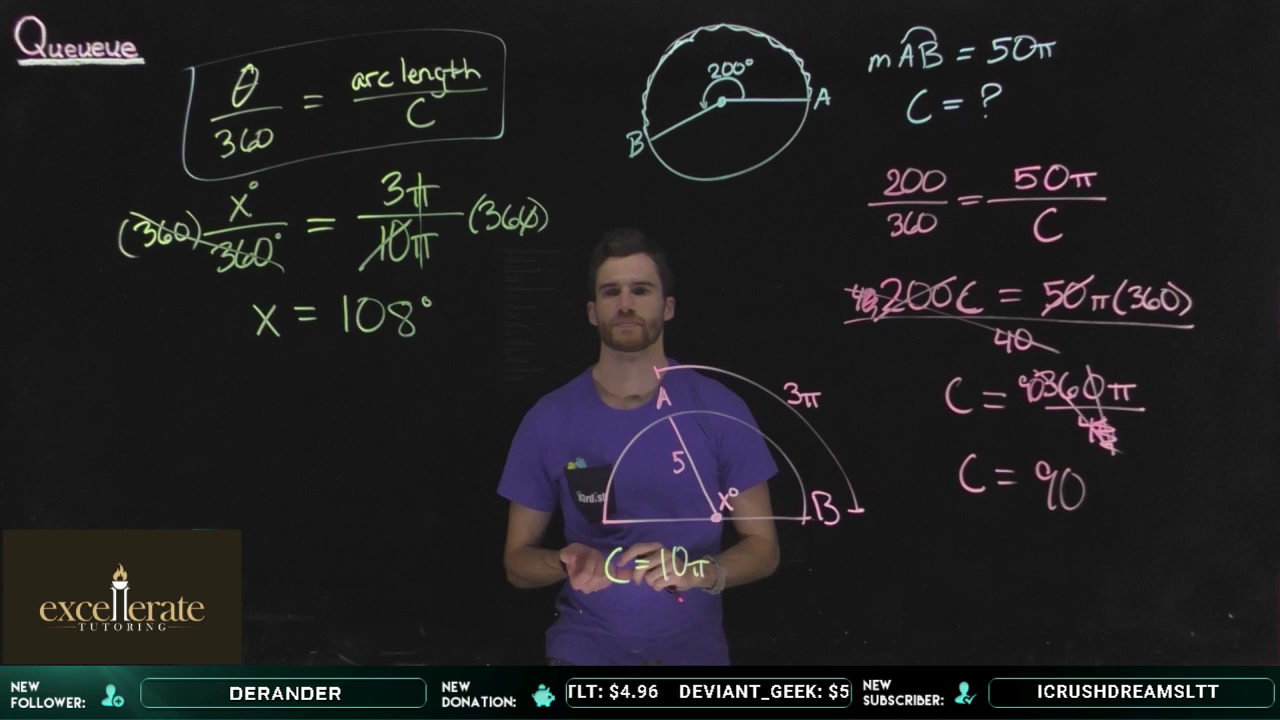 Queueue
θ/360 = arc length/C
(360) x°/360° = 3π/10π (360)
x = 108°
200°
A
B
mAB = 50π
C = ?
200/360 = 50π/C
200C = 50π(360)
40
C = 360π
C = 90
A
3π
5
x°
B
C = 10π
excellerate
TUTORING
NEW FOLLOWER:
DERANDER
NEW DONATION:
TLT: $4.96 DEVIANT_GEEK: $5
NEW SUBSCRIBER:
ICRUSHDREAMSLTT